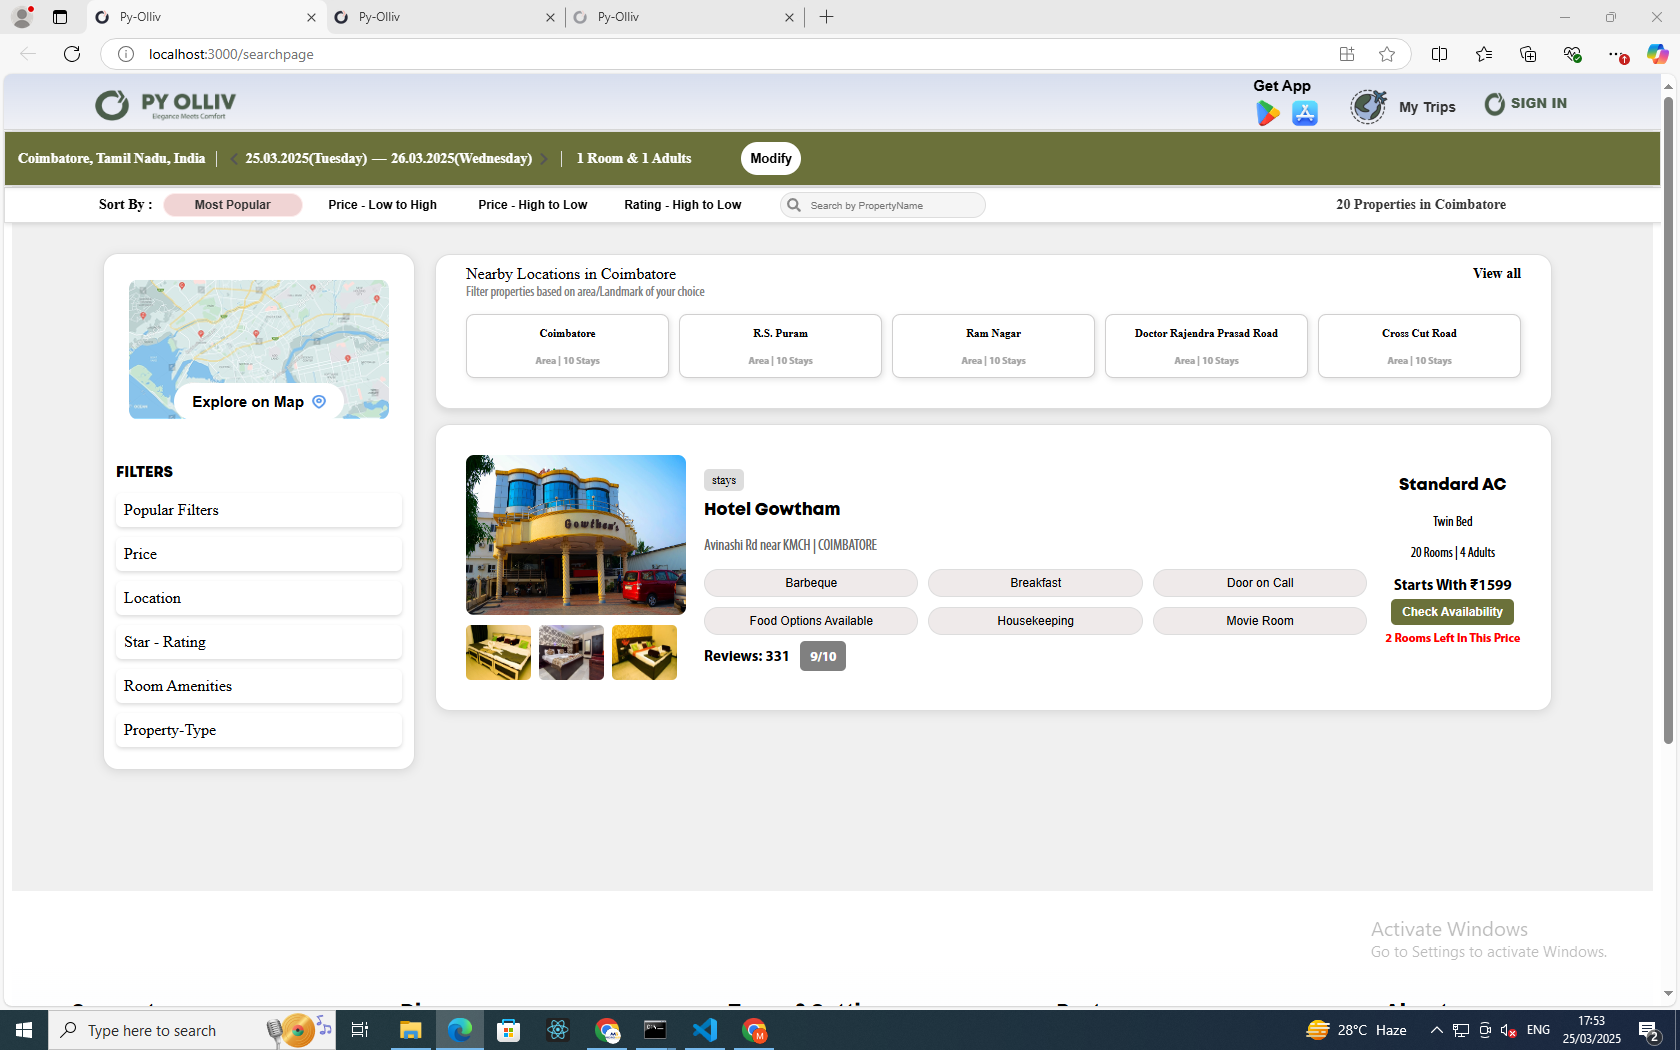 Py-Olliv
Py-Olliv
Py-Olliv
localhost:3000/searchpage
PY OLLIV
Elegance Meets Comfort
Get App
My Trips
SIGN IN
Coimbatore, Tamil Nadu, India
25.03.2025(Tuesday) — 26.03.2025(Wednesday)
1 Room & 1 Adults
Modify
Sort By :
Most Popular
Price - Low to High
Price - High to Low
Rating - High to Low
Search by PropertyName
20 Properties in Coimbatore
Explore on Map
FILTERS
Popular Filters
Price
Location
Star - Rating
Room Amenities
Property-Type
Nearby Locations in Coimbatore
View all
Filter properties based on area/Landmark of your choice
Coimbatore
Area | 10 Stays
R.S. Puram
Area | 10 Stays
Ram Nagar
Area | 10 Stays
Doctor Rajendra Prasad Road
Area | 10 Stays
Cross Cut Road
Area | 10 Stays
Gowtham's
stays
Hotel Gowtham
Avinashi Rd near KMCH | COIMBATORE
Barbeque
Breakfast
Door on Call
Food Options Available
Housekeeping
Movie Room
Reviews: 331
9/10
Standard AC
Twin Bed
20 Rooms | 4 Adults
Starts With ₹1599
Check Availability
2 Rooms Left In This Price
Activate Windows
Go to Settings to activate Windows.
Type here to search
28°C Haze
ENG
17:53
25/03/2025
2